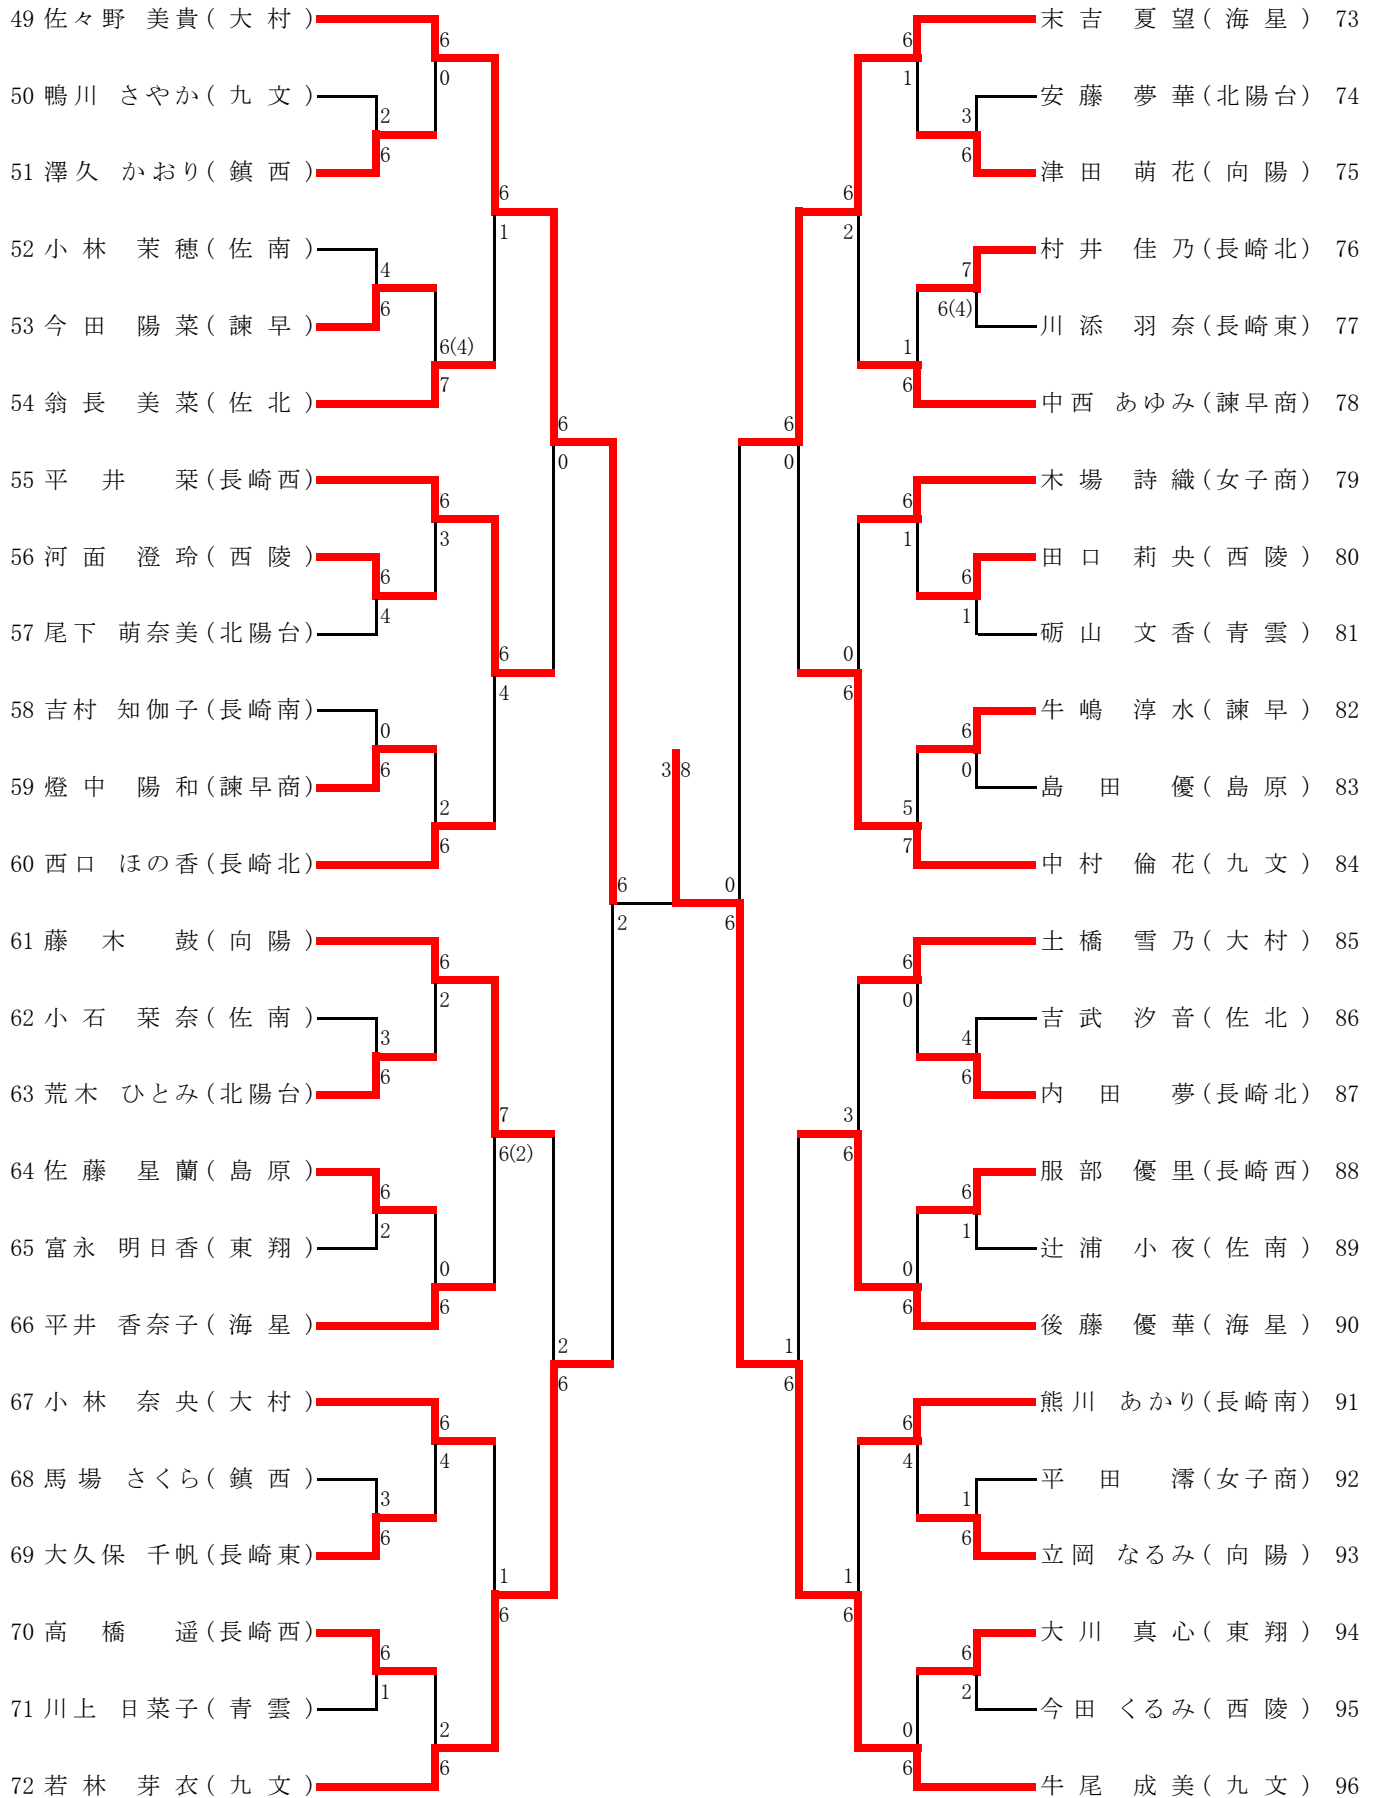 49 佐々野 美貴(大村)
6
0
50 鴨川 さやか(九文)
2
6
51 澤久 かおり(鎮西)
6
1
52 小林 茉穂(佐南)
4
6
53 今田 陽菜(諫早)
6(4)
7
54 翁長 美菜(佐北)
6
0
55 平井 栞(長崎西)
6
3
56 河面 澄玲(西陵)
6
4
57 尾下 萌奈美(北陽台)
6
4
58 吉村 知伽子(長崎南)
0
6
59 燈中 陽和(諫早商)
2
6
60 西口 ほの香(長崎北)
6
2
61 藤木 鼓(向陽)
6
2
62 小石 栞奈(佐南)
3
6
63 荒木 ひとみ(北陽台)
7
6(2)
64 佐藤 星蘭(島原)
6
2
65 富永 明日香(東翔)
0
6
66 平井 香奈子(海星)
2
6
67 小林 奈央(大村)
6
4
68 馬場 さくら(鎮西)
3
6
69 大久保 千帆(長崎東)
1
6
70 高橋 遥(長崎西)
6
1
71 川上 日菜子(青雲)
2
6
72 若林 芽衣(九文)
3 8
末吉 夏望(海星) 73
6
1
安藤 夢華(北陽台) 74
3
6
津田 萌花(向陽) 75
6
2
村井 佳乃(長崎北) 76
7
6(4)
川添 羽奈(長崎東) 77
1
6
中西 あゆみ(諫早商) 78
6
0
木場 詩織(女子商) 79
6
1
田口 莉央(西陵) 80
6
1
砺山 文香(青雲) 81
0
6
牛嶋 淳水(諫早) 82
6
0
島田 優(島原) 83
5
7
中村 倫花(九文) 84
0
6
土橋 雪乃(大村) 85
6
0
吉武 汐音(佐北) 86
4
6
内田 夢(長崎北) 87
3
6
服部 優里(長崎西) 88
6
1
辻浦 小夜(佐南) 89
0
6
後藤 優華(海星) 90
1
6
熊川 あかり(長崎南) 91
6
4
平田 澪(女子商) 92
1
6
立岡 なるみ(向陽) 93
1
6
大川 真心(東翔) 94
6
2
今田 くるみ(西陵) 95
0
6
牛尾 成美(九文) 96